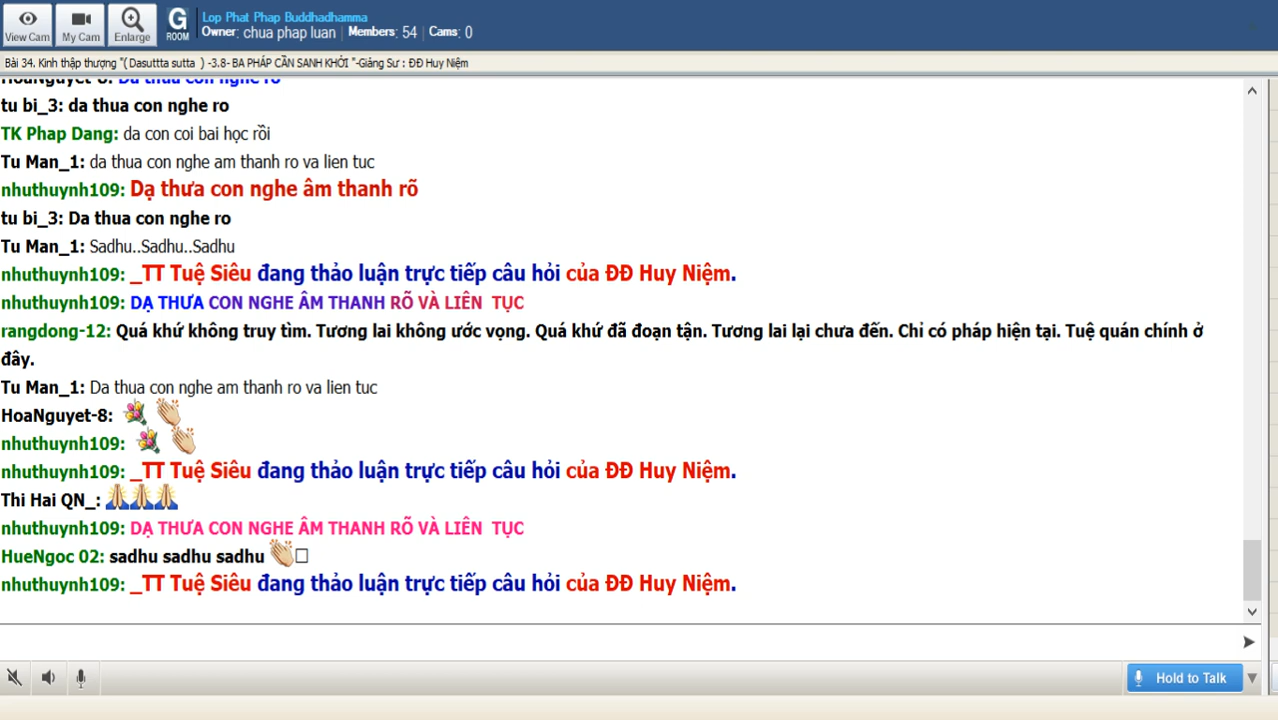 View Cam
My Cam
Enlarge
G
ROOM
Lop Phat Phap Buddhadhamma
Owner: chua phap luan | Members: 54 | Cams: 0
Bài 34. Kinh thập thượng "( Dasuttta sutta ) -3.8- BA PHÁP CẦN SANH KHỞI "-Giảng Sư : ĐĐ Huy Niệm
HoaNguyet-8: Da thua con nghe ro
tu bi_3: da thua con nghe ro
TK Phap Dang: da con coi bai học rồi
Tu Man_1: da thua con nghe am thanh ro va lien tuc
nhuthuynh109: Dạ thưa con nghe âm thanh rõ
tu bi_3: Da thua con nghe ro
Tu Man_1: Sadhu..Sadhu..Sadhu
nhuthuynh109: _TT Tuệ Siêu đang thảo luận trực tiếp câu hỏi của ĐĐ Huy Niệm.
nhuthuynh109: DẠ THƯA CON NGHE ÂM THANH RÕ VÀ LIÊN TỤC
rangdong-12: Quá khứ không truy tìm. Tương lai không ước vọng. Quá khứ đã đoạn tận. Tương lai lại chưa đến. Chỉ có pháp hiện tại. Tuệ quán chính ở
đây.
Tu Man_1: Da thua con nghe am thanh ro va lien tuc
HoaNguyet-8:
nhuthuynh109:
nhuthuynh109: _TT Tuệ Siêu đang thảo luận trực tiếp câu hỏi của ĐĐ Huy Niệm.
Thi Hai QN_:
nhuthuynh109: DẠ THƯA CON NGHE ÂM THANH RÕ VÀ LIÊN TỤC
HueNgoc 02: sadhu sadhu sadhu
nhuthuynh109: _TT Tuệ Siêu đang thảo luận trực tiếp câu hỏi của ĐĐ Huy Niệm.
Hold to Talk